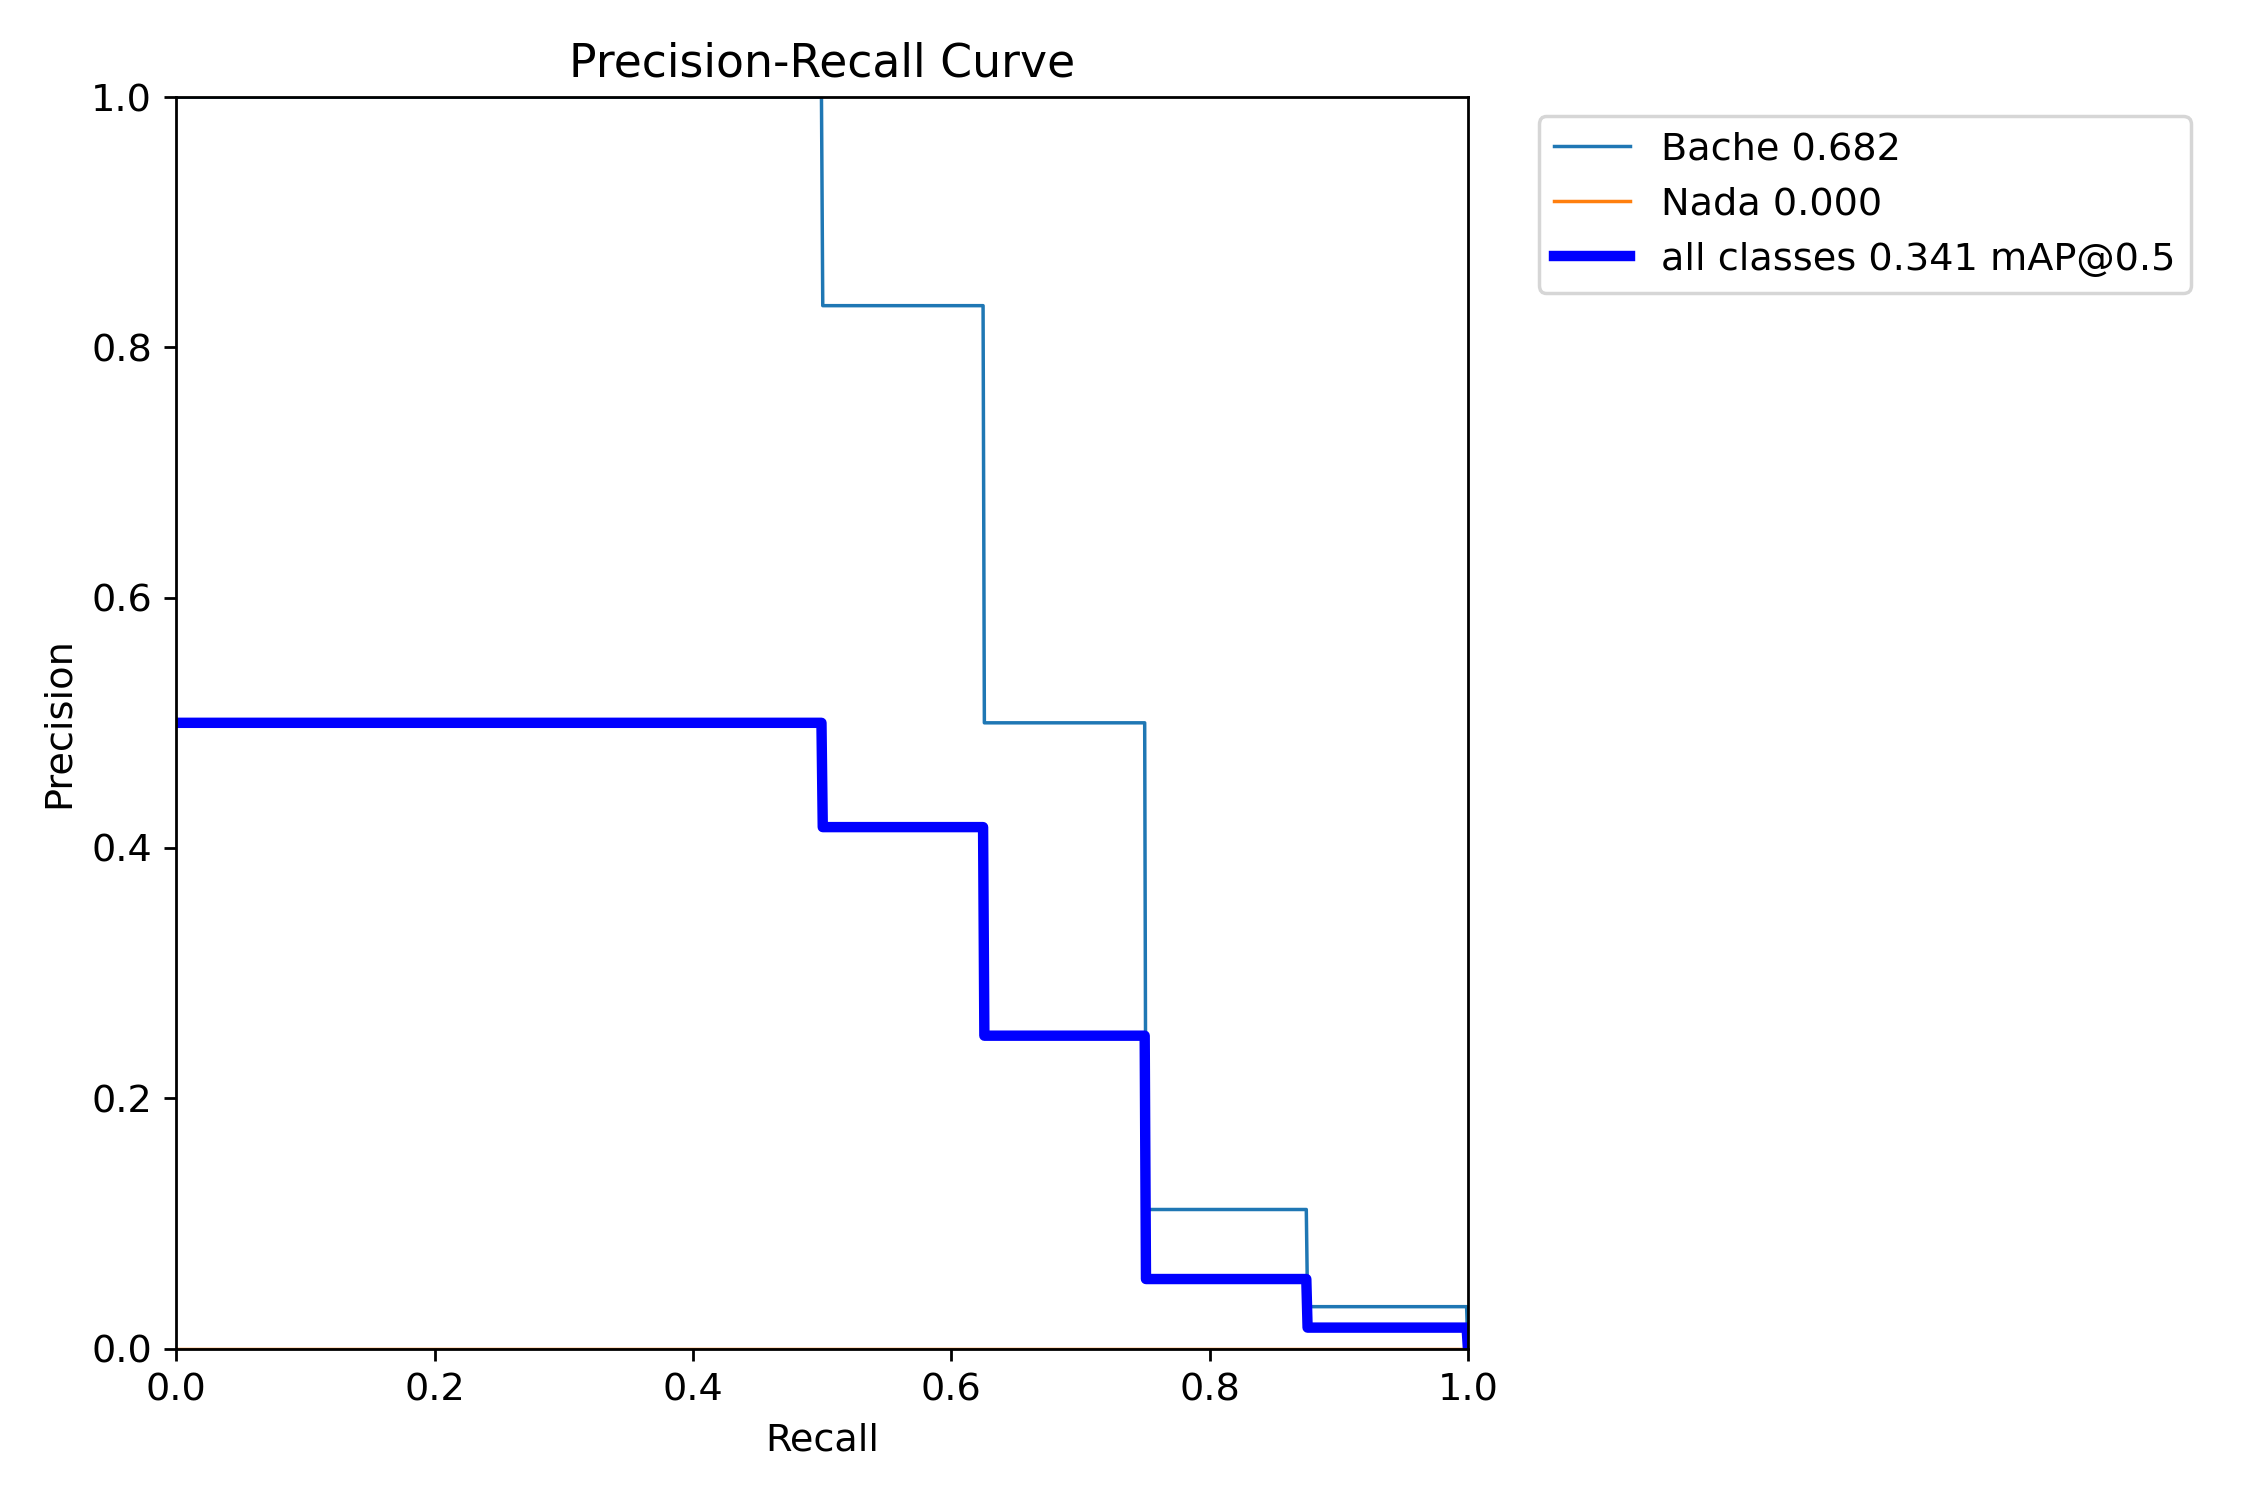 Precision-Recall Curve
1.0
0.8
0.6
0.4
0.2
0.0
Precision
0.0 0.2 0.4 0.6 0.8 1.0
Recall
Bache 0.682
Nada 0.000
all classes 0.341 mAP@0.5